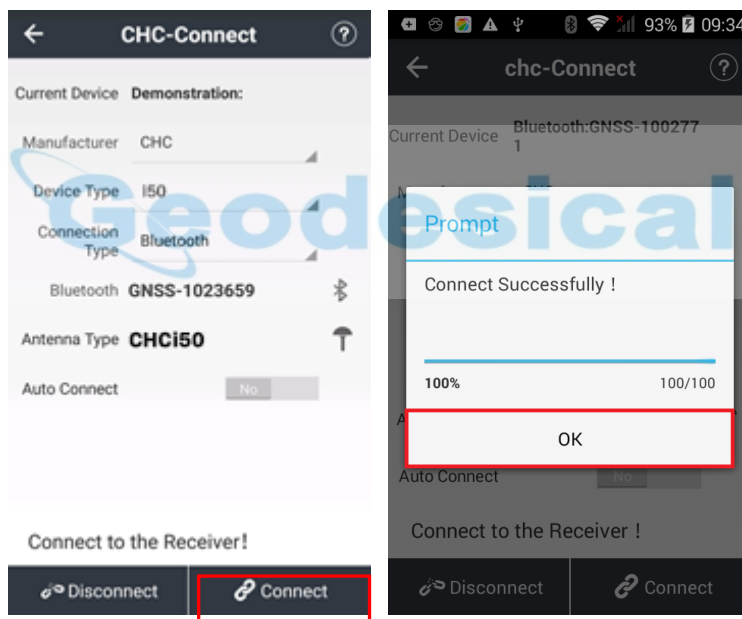 CHC-Connect
?
Current Device Demonstration:
Manufacturer CHC
Device Type I50
Connection
Type
Bluetooth
Bluetooth GNSS-1023659
Antenna Type CHCi50
Auto Connect No
Connect to the Receiver!
Disconnect
Connect
93% 09:34
chc-Connect
?
Current Device
Bluetooth:GNSS-100277
1
Prompt
Connect Successfully !
100% 100/100
OK
Auto Connect No
Connect to the Receiver !
Disconnect
Connect
Geodesical